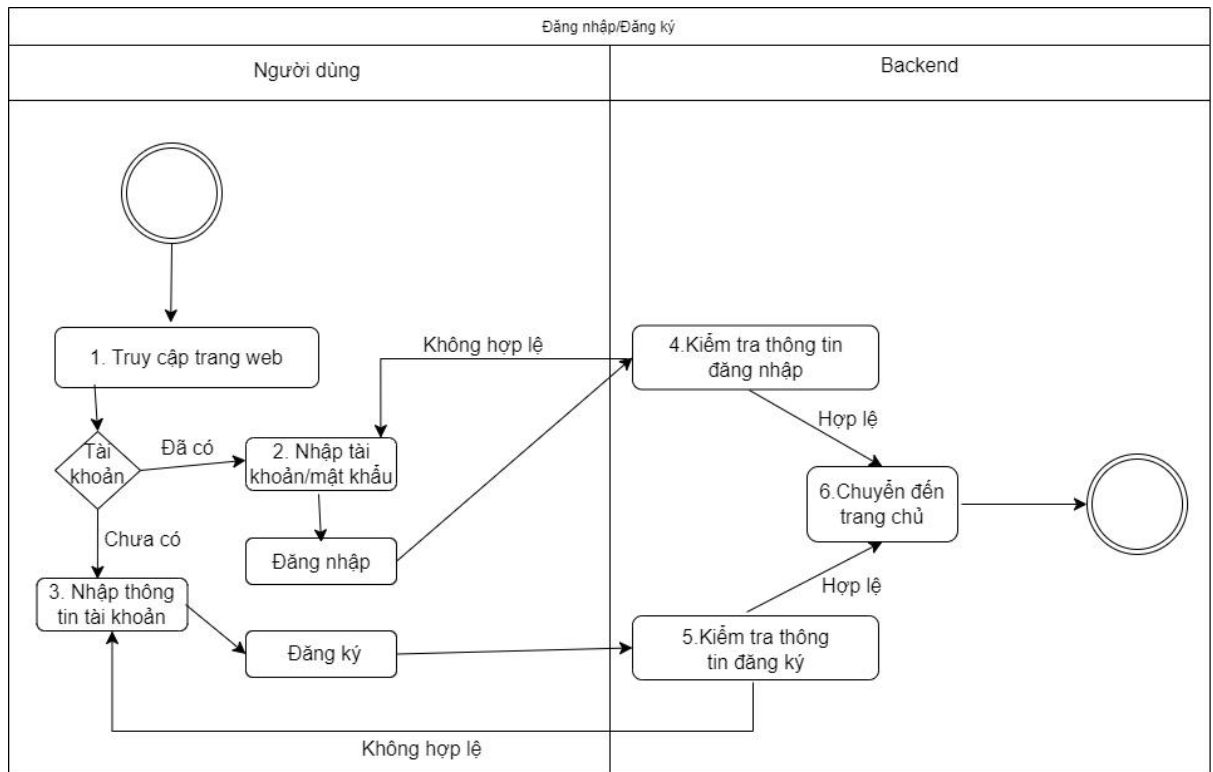 Đăng nhập/Đăng ký
Người dùng
Backend
1. Truy cập trang web
Không hợp lệ
4.Kiểm tra thông tin
đăng nhập
Hợp lệ
Tài
khoản
Đã có
2. Nhập tài
khoản/mật khẩu
6.Chuyển đến
trang chủ
Chưa có
Đăng nhập
3. Nhập thông
tin tài khoản
Hợp lệ
Đăng ký
5.Kiểm tra thông
tin đăng ký
Không hợp lệ